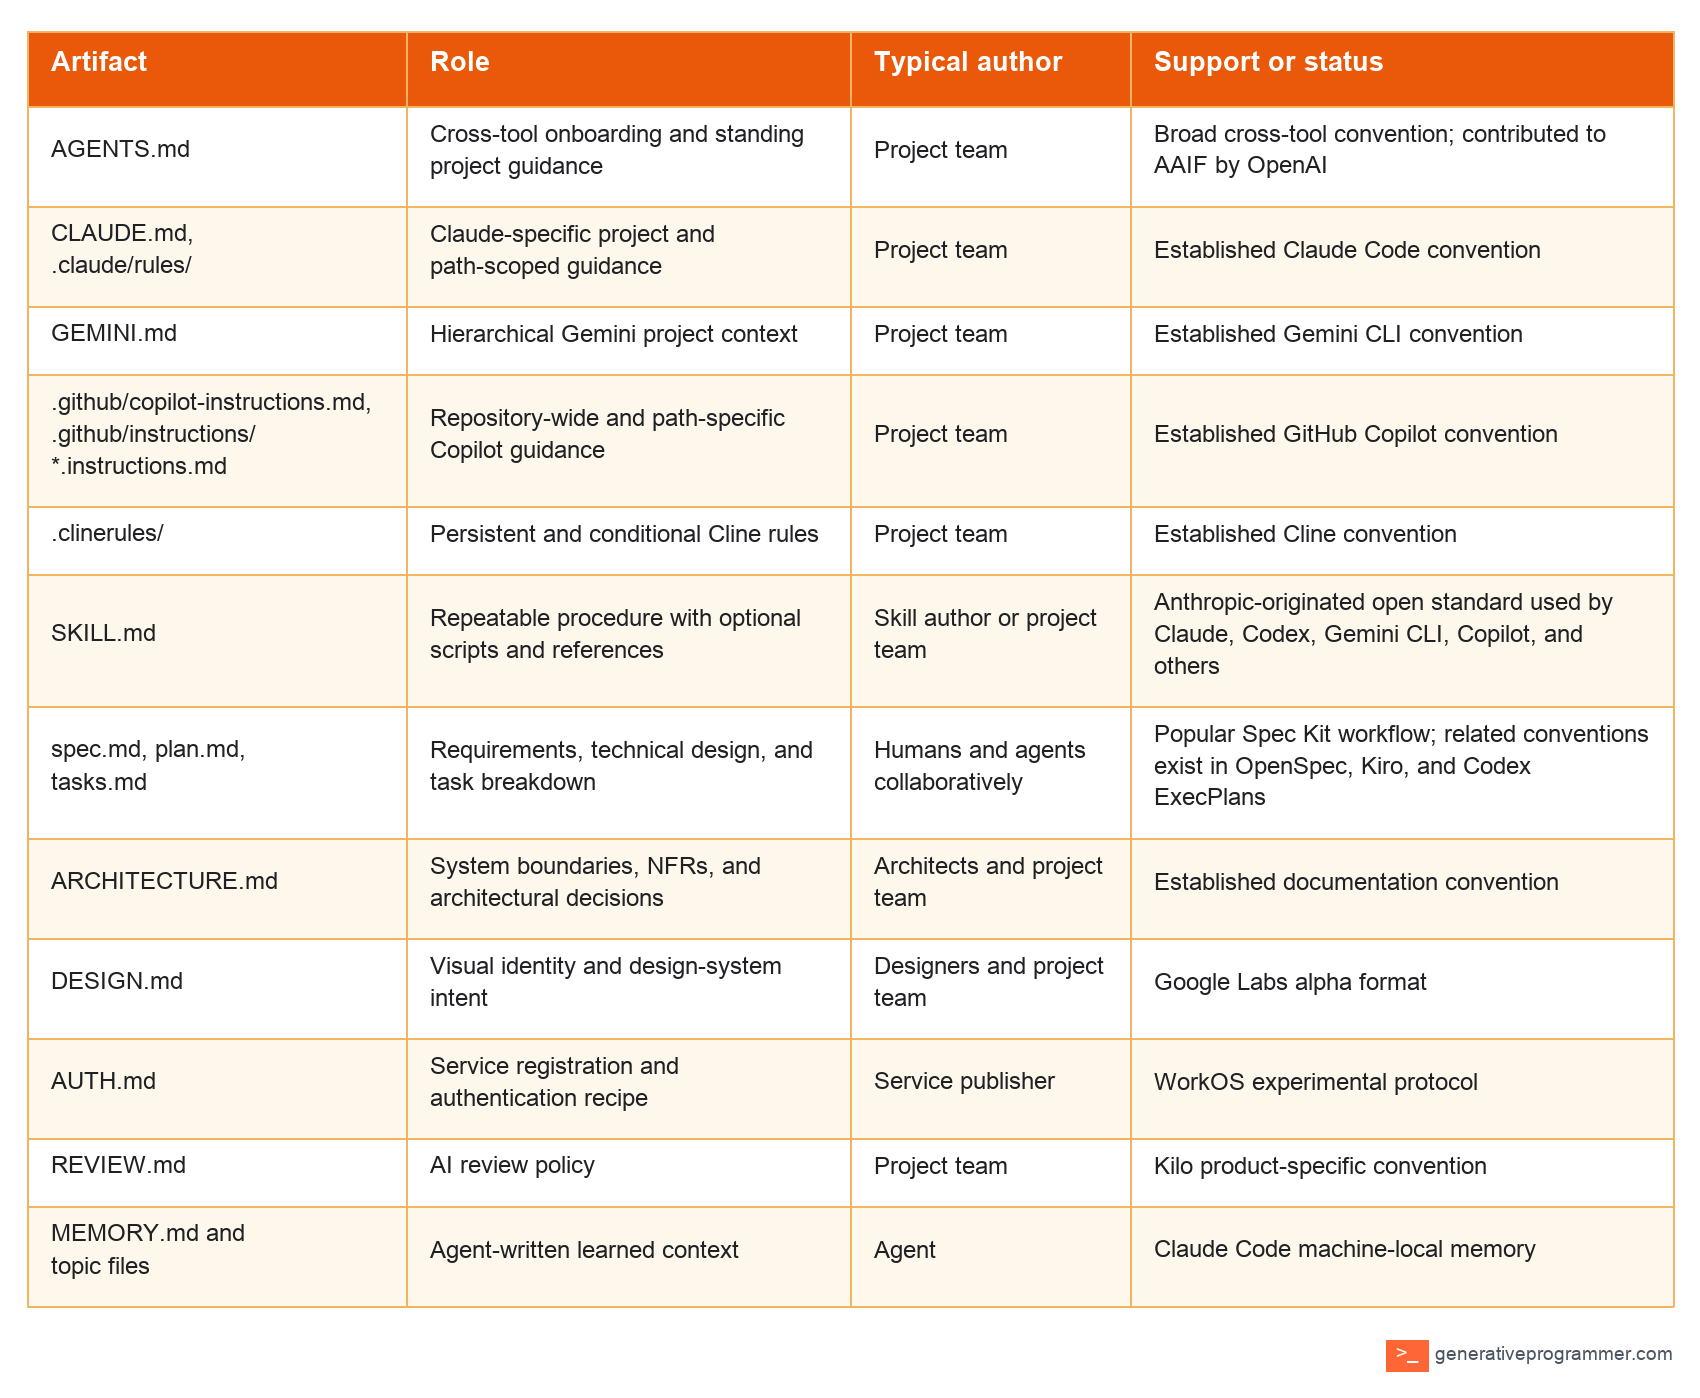 Artifact
Role
Typical author
Support or status
AGENTS.md
Cross-tool onboarding and standing
project guidance
Project team
Broad cross-tool convention; contributed to
AAIF by OpenAI
CLAUDE.md,
.claude/rules/
Claude-specific project and
path-scoped guidance
Project team
Established Claude Code convention
GEMINI.md
Hierarchical Gemini project context
Project team
Established Gemini CLI convention
.github/copilot-instructions.md,
.github/instructions/
*.instructions.md
Repository-wide and path-specific
Copilot guidance
Project team
Established GitHub Copilot convention
.clinerules/
Persistent and conditional Cline rules
Project team
Established Cline convention
SKILL.md
Repeatable procedure with optional
scripts and references
Skill author or project
team
Anthropic-originated open standard used by
Claude, Codex, Gemini CLI, Copilot, and
others
spec.md, plan.md,
tasks.md
Requirements, technical design, and
task breakdown
Humans and agents
collaboratively
Popular Spec Kit workflow; related conventions
exist in OpenSpec, Kiro, and Codex
ExecPlans
ARCHITECTURE.md
System boundaries, NFRs, and
architectural decisions
Architects and project
team
Established documentation convention
DESIGN.md
Visual identity and design-system
intent
Designers and project
team
Google Labs alpha format
AUTH.md
Service registration and
authentication recipe
Service publisher
WorkOS experimental protocol
REVIEW.md
AI review policy
Project team
Kilo product-specific convention
MEMORY.md and
topic files
Agent-written learned context
Agent
Claude Code machine-local memory
>_ generativeprogrammer.com